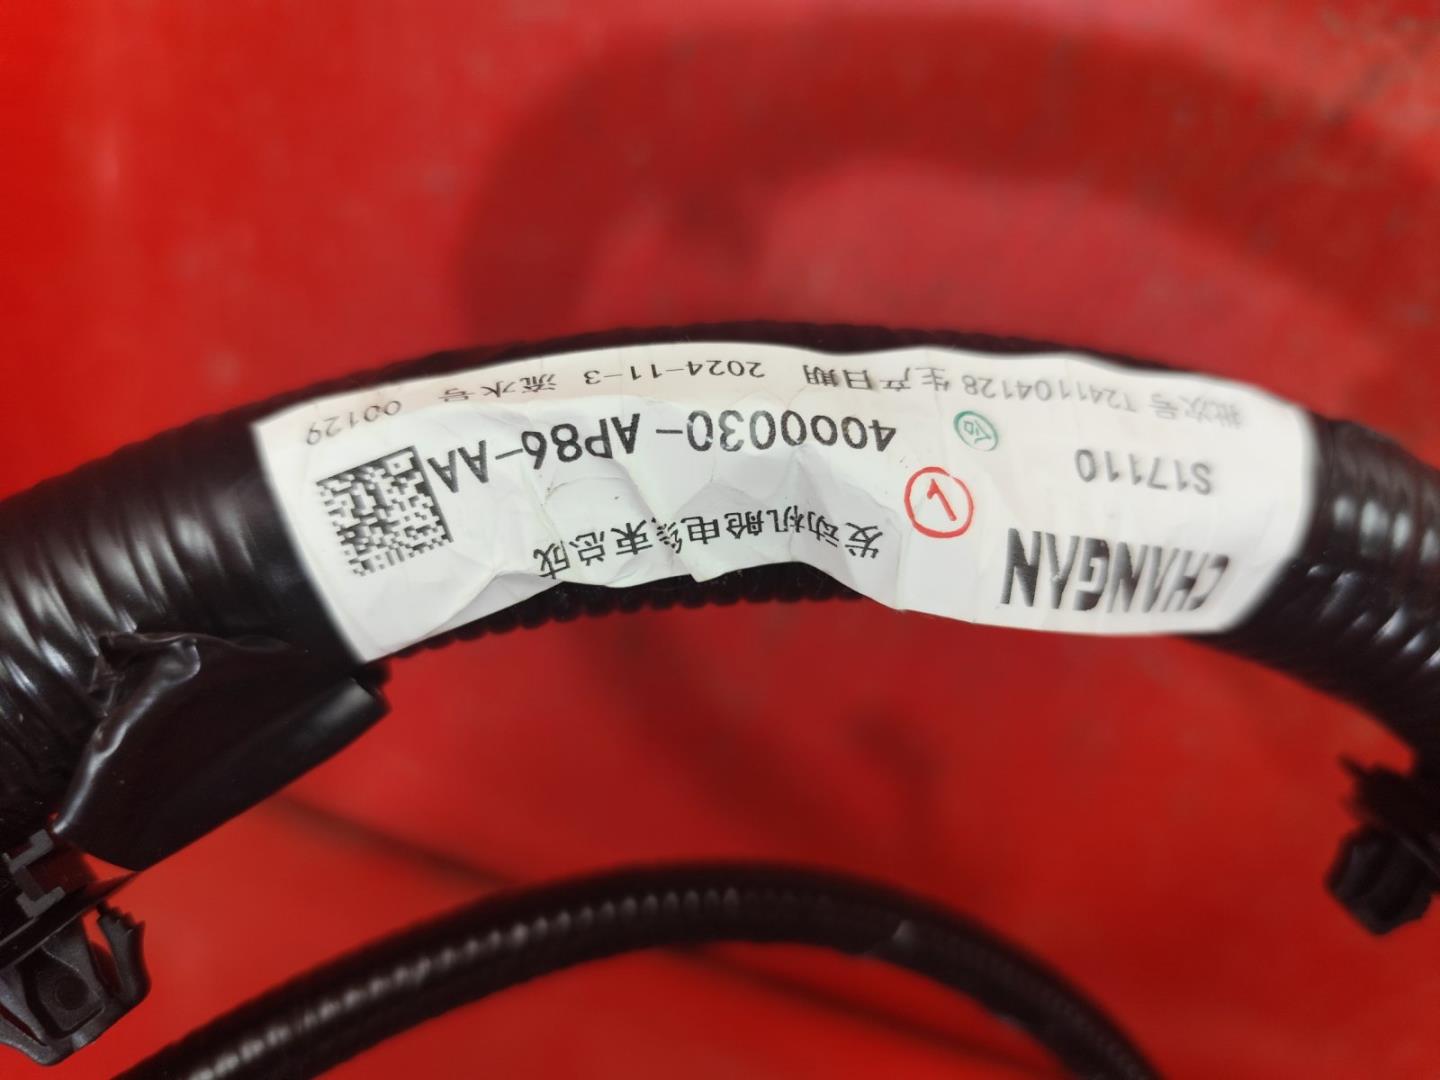 CHANGAN
发动机舱电线束总成
S17110
4000030-AP86-AA
批次号 T241104128 生产日期 2024-11-3 流水号 00129